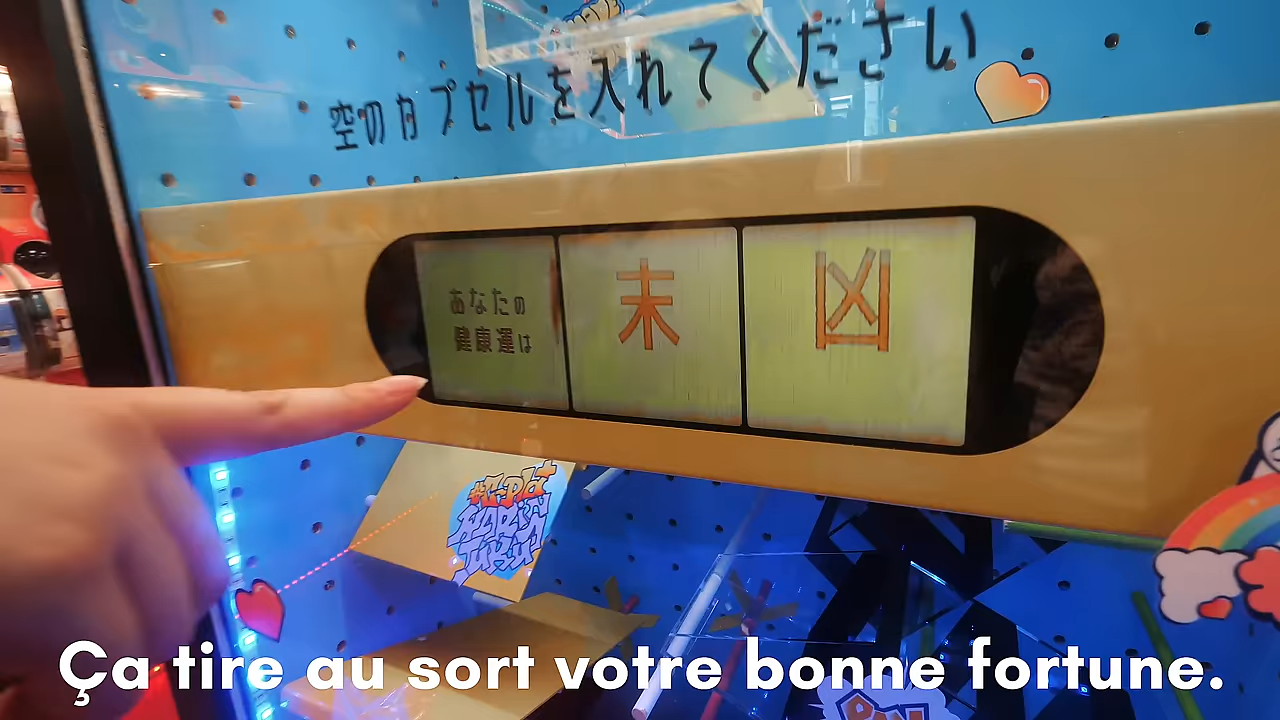 空のカプセルを入れてください
あなたの
健康運は
末
凶
Ça tire au sort votre bonne fortune.